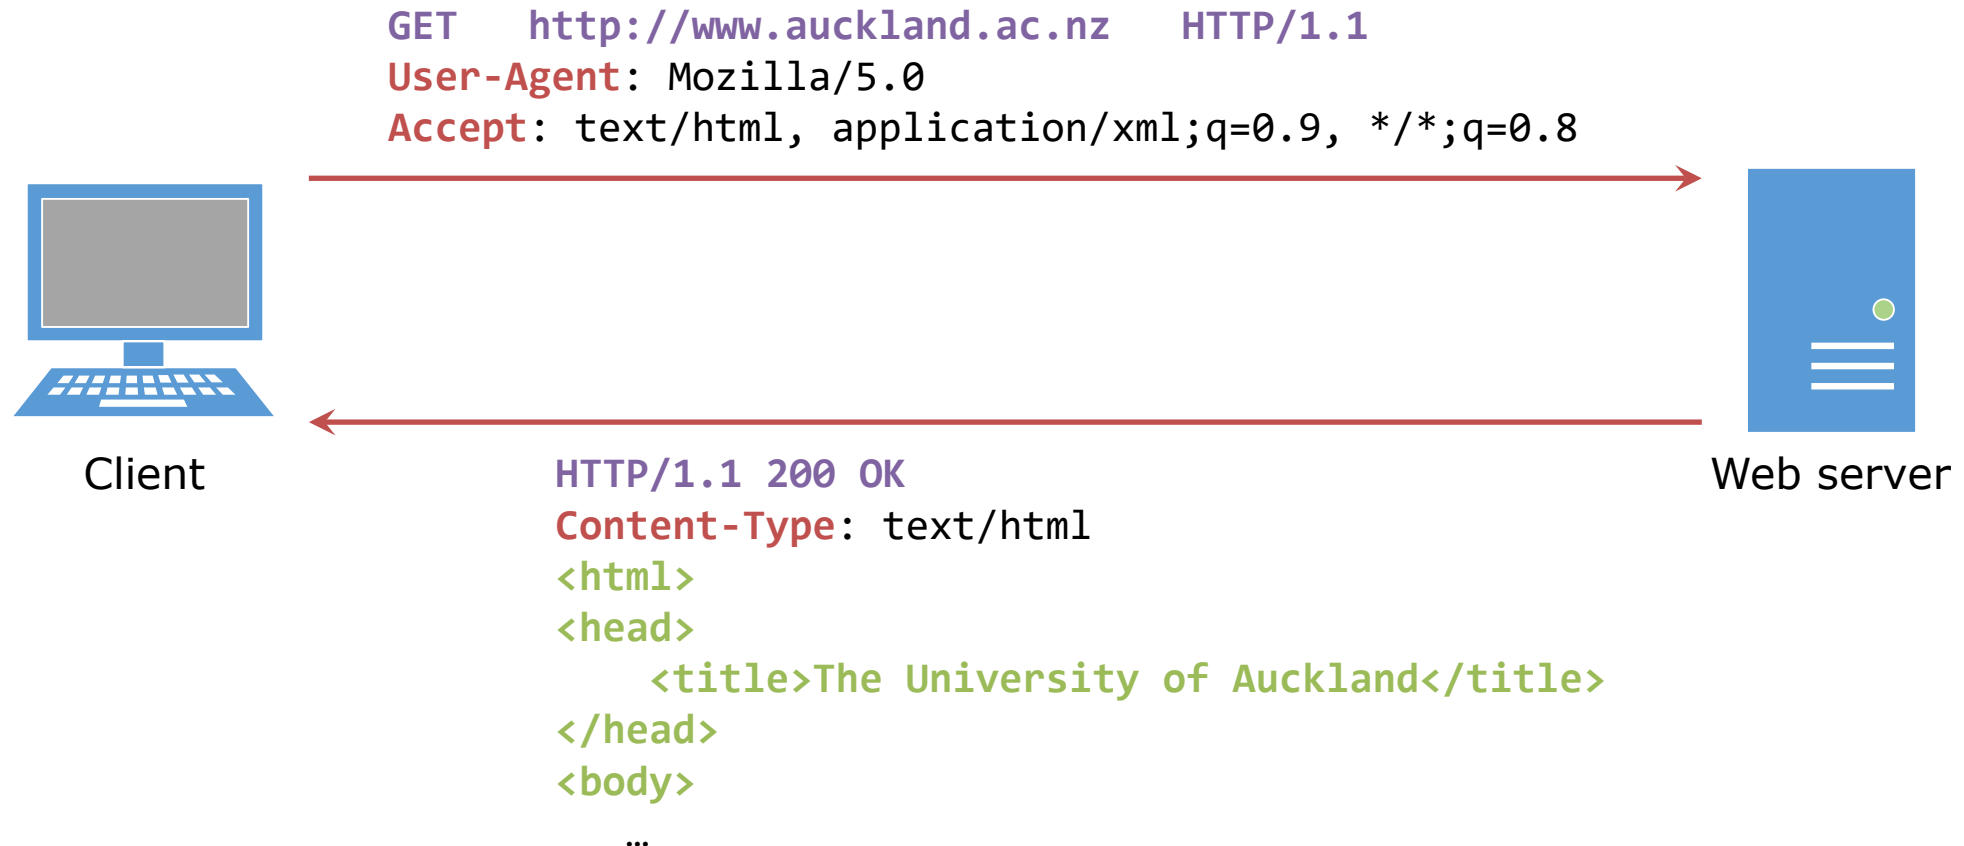 GET   http://www.auckland.ac.nz   HTTP/1.1
User-Agent: Mozilla/5.0
Accept: text/html, application/xml;q=0.9, */*;q=0.8
Client
Web server
HTTP/1.1 200 OK
Content-Type: text/html
<html>
<head>
    <title>The University of Auckland</title>
</head>
<body>
   …